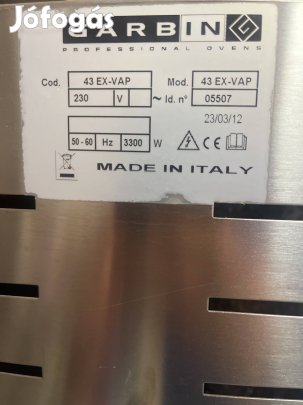 Jófogás
GARBIN
PROFESSIONAL OVENS
Cod. 43 EX-VAP Mod. 43 EX-VAP
230 V ~ Id. n° 05507
23/03/12
50 - 60 Hz 3300 W CE
MADE IN ITALY